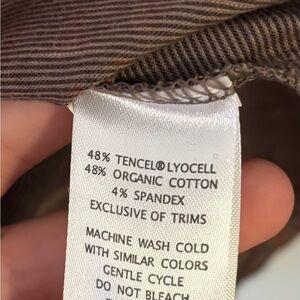 48% TENCEL®LYOCELL
48% ORGANIC COTTON
4% SPANDEX
EXCLUSIVE OF TRIMS
MACHINE WASH COLD
WITH SIMILAR COLORS
GENTLE CYCLE
DO NOT BLEACH